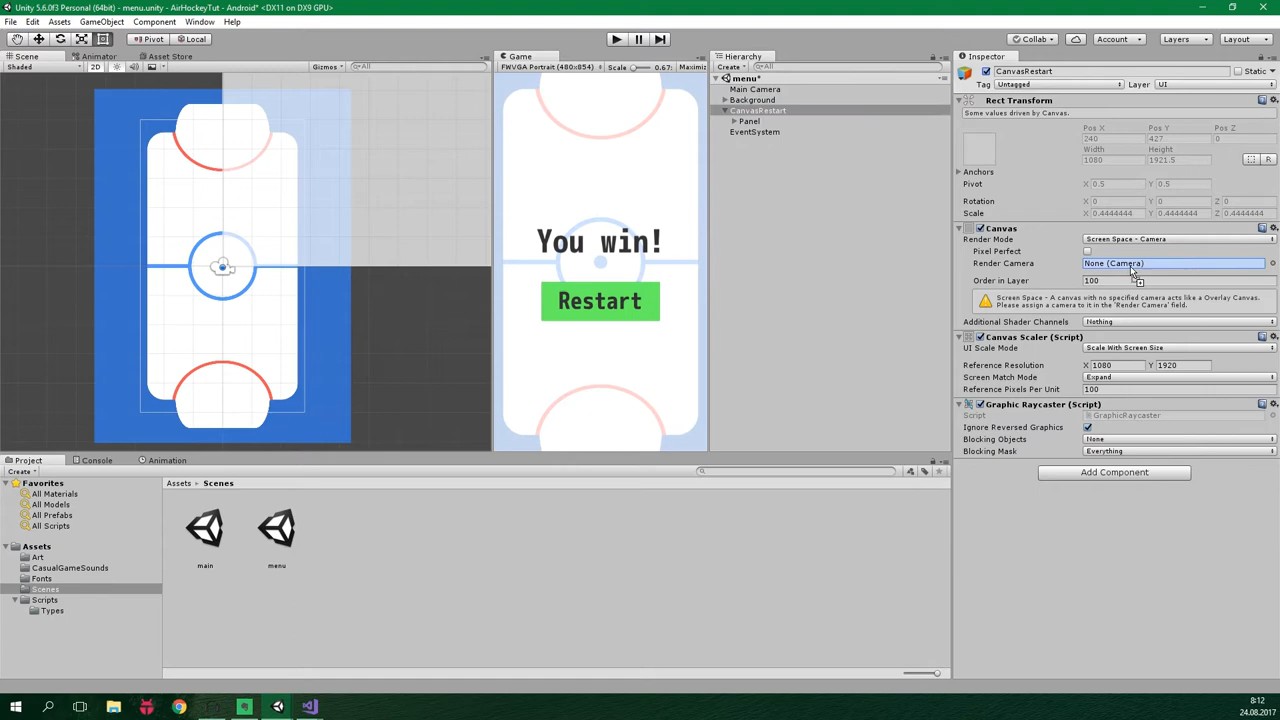 Unity 5.6.0f3 Personal (64bit) - menu.unity - AirHockeyTut - Android* <DX11 on DX9 GPU>
File Edit Assets GameObject Component Window Help
Pivot Local Collab Account Layers Layout
Scene Animator Asset Store Game Hierarchy Inspector
Shaded 2D Gizmos All FWVGA Portrait (480x854) Scale 0.67: Maximiz Create All
CanvasRestart Static
Tag Untagged Layer UI
menu*
Main Camera
Background
CanvasRestart
Panel
EventSystem
Rect Transform
Some values driven by Canvas.
Pos X Pos Y Pos Z
240 427 0
Width Height
1080 1921.5
R
Anchors
Pivot X 0.5 Y 0.5
Rotation X 0 Y 0 Z 0
Scale X 0.4444444 Y 0.4444444 Z 0.4444444
Canvas
Render Mode Screen Space - Camera
Pixel Perfect
Render Camera None (Camera)
Order in Layer 100
Screen Space - A canvas with no specified camera acts like a Overlay Canvas.
Please assign a camera to it in the 'Render Camera' field.
Additional Shader Channels Nothing
Canvas Scaler (Script)
UI Scale Mode Scale With Screen Size
Reference Resolution X 1080 Y 1920
Screen Match Mode Expand
Reference Pixels Per Unit 100
Graphic Raycaster (Script)
Script GraphicRaycaster
Ignore Reversed Graphics
Blocking Objects None
Blocking Mask Everything
Add Component
You win!
Restart
Project Console Animation
Create
Favorites
All Materials
All Models
All Prefabs
All Scripts
Assets
Art
CasualGameSounds
Fonts
Scenes
Scripts
Types
Assets Scenes
main menu
8:12
24.08.2017